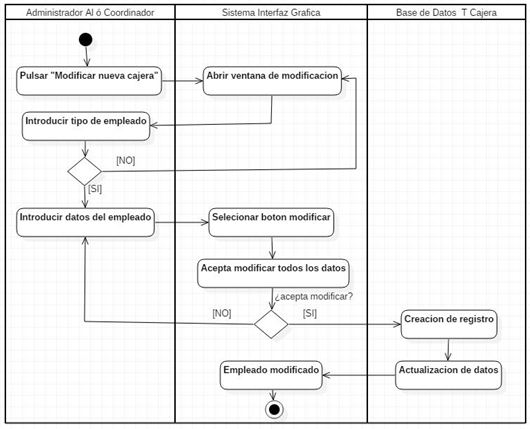 Administrador Al ó Coordinador
Sistema Interfaz Grafica
Base de Datos T Cajera
Pulsar "Modificar nueva cajera"
Abrir ventana de modificacion
Introducir tipo de empleado
[NO]
[SI]
Introducir datos del empleado
Selecionar boton modificar
Acepta modificar todos los datos
¿acepta modificar?
[NO]
[SI]
Creacion de registro
Empleado modificado
Actualizacion de datos